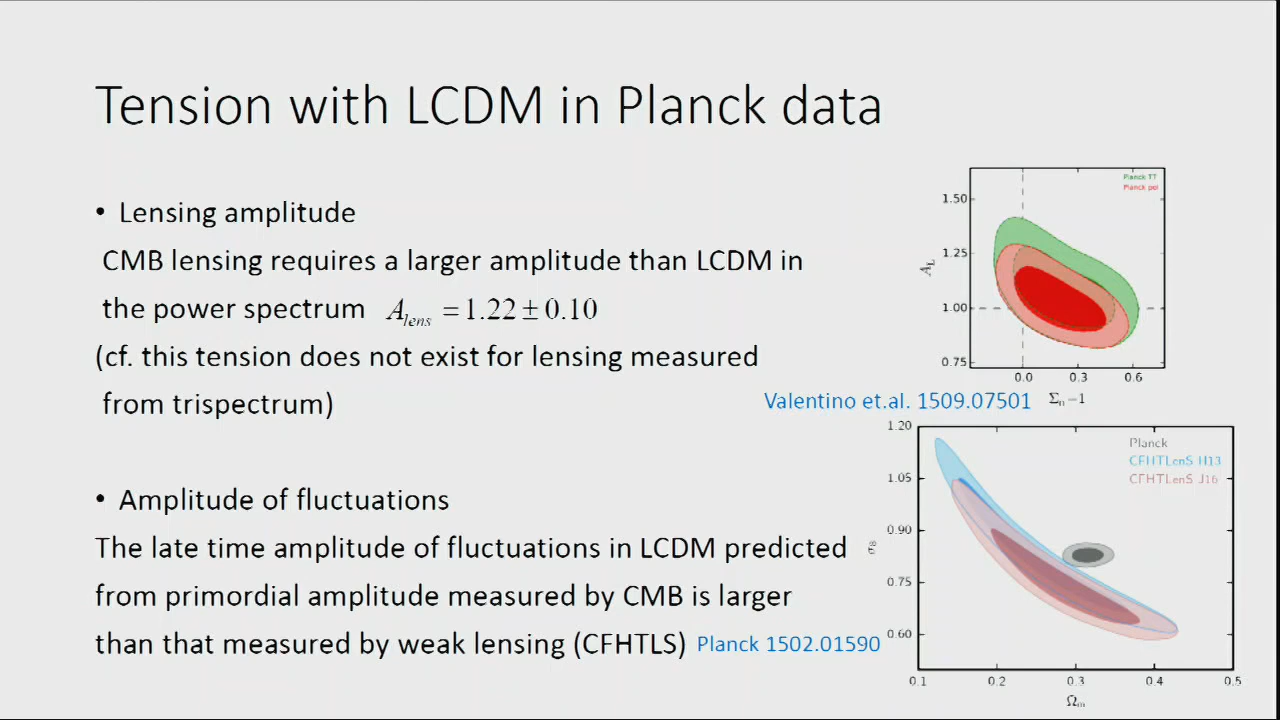 Tension with LCDM in Planck data
• Lensing amplitude
CMB lensing requires a larger amplitude than LCDM in
the power spectrum A_lens = 1.22 ± 0.10
(cf. this tension does not exist for lensing measured
from trispectrum)
• Amplitude of fluctuations
The late time amplitude of fluctuations in LCDM predicted
from primordial amplitude measured by CMB is larger
than that measured by weak lensing (CFHTLS) Planck 1502.01590
Planck TT
Planck pol
1.50
1.25
1.00
0.75
A_L
0.0 0.3 0.6
Valentino et.al. 1509.07501 Σ₀−1
1.20
1.05
0.90
0.75
0.60
σ₈
Planck
CFHTLenS H13
CFHTLenS J16
0.1 0.2 0.3 0.4 0.5
Ω_m